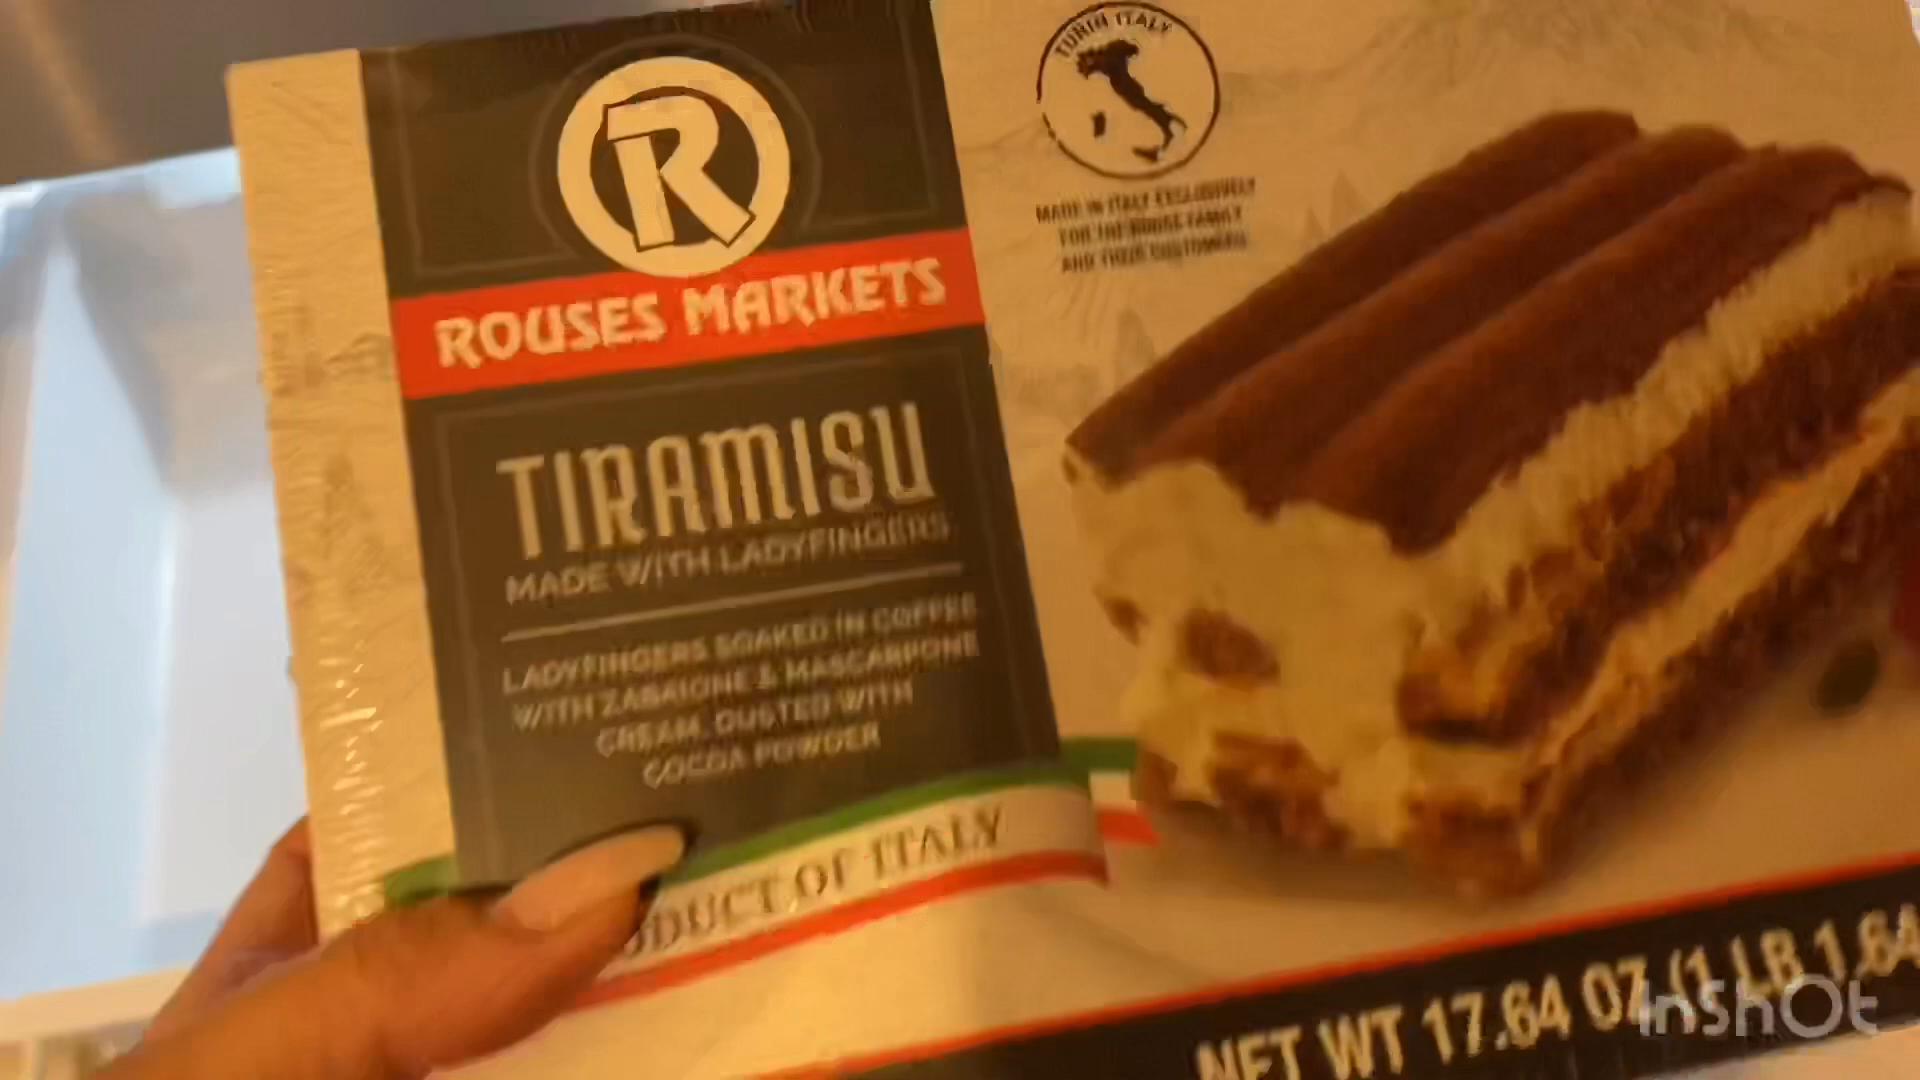 R
ROUSES MARKETS
TIRAMISU
MADE WITH LADYFINGERS
LADYFINGERS SOAKED IN COFFEE
WITH ZABAIONE & MASCARPONE
CREAM, DUSTED WITH
COCOA POWDER
PRODUCT OF ITALY
TURIN ITALY
MADE IN ITALY EXCLUSIVELY
FOR THE ROUSE FAMILY
AND THEIR CUSTOMERS
NET WT 17.64 OZ (1 LB 1.64
InShOt